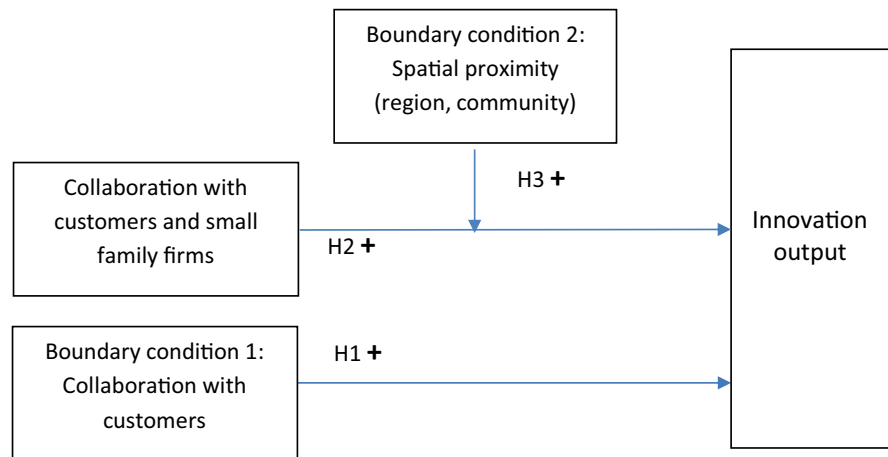 Boundary condition 2:
Spatial proximity
(region, community)
H3 +
Collaboration with
customers and small
family firms
H2 +
Innovation
output
Boundary condition 1:
Collaboration with
customers
H1 +